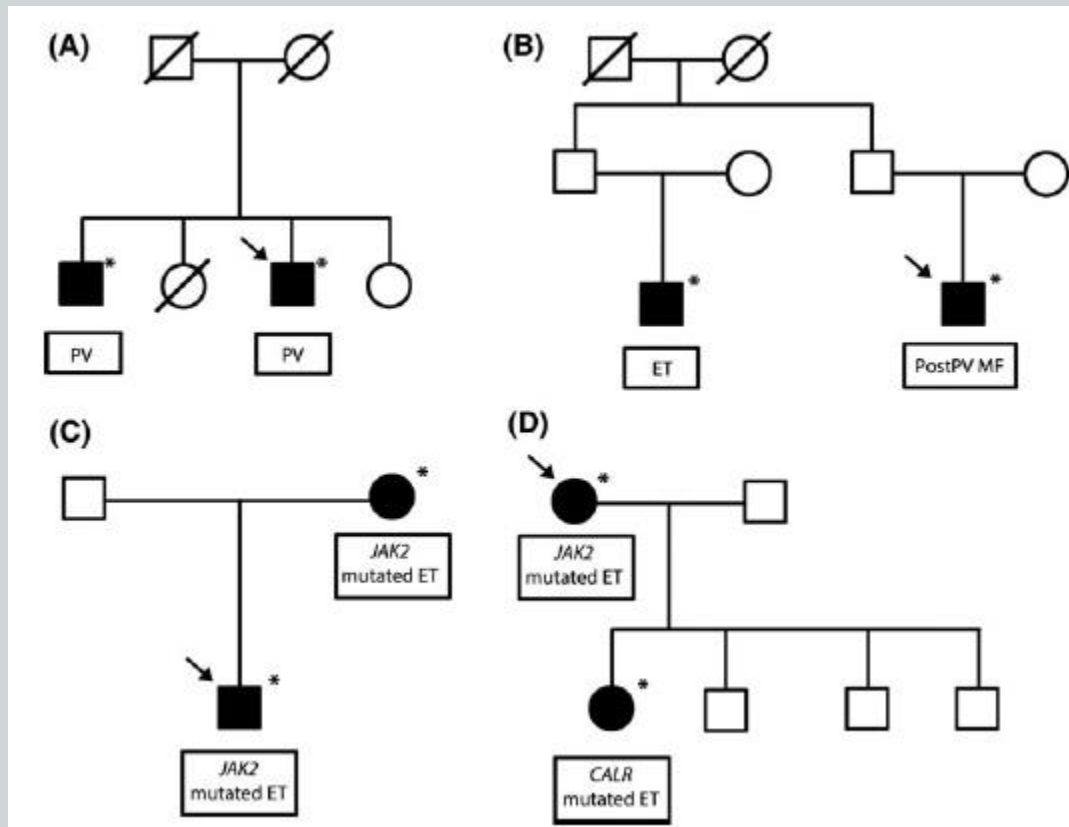 (A)
(B)
*
*
PV
PV
*
*
ET
PostPV MF
(C)
(D)
*
JAK2
mutated ET
*
JAK2
mutated ET
*
JAK2
mutated ET
*
CALR
mutated ET